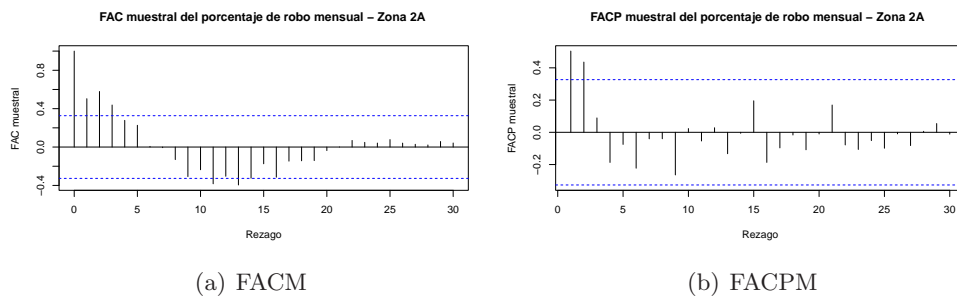 FAC muestral del porcentaje de robo mensual – Zona 2A
FAC muestral
0.8
0.4
0.0
−0.4
0 5 10 15 20 25 30
Rezago
(a) FACM
FACP muestral del porcentaje de robo mensual – Zona 2A
FACP muestral
0.4
0.2
0.0
−0.2
0 5 10 15 20 25 30
Rezago
(b) FACPM